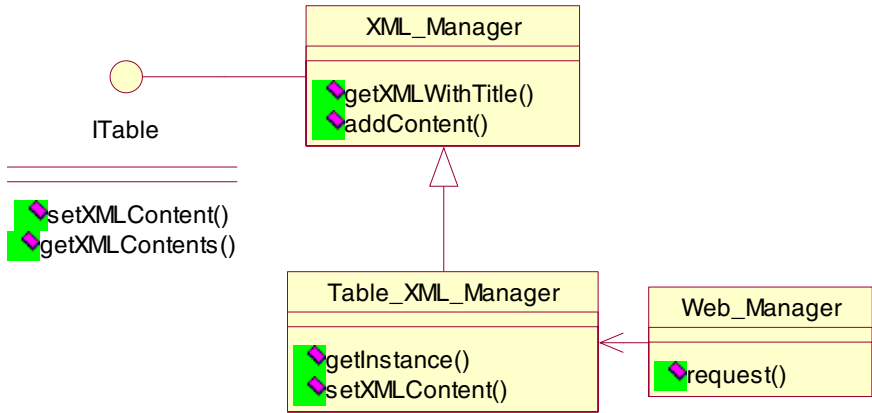 XML_Manager
getXMLWithTitle()
addContent()
ITable
setXMLContent()
getXMLContents()
Table_XML_Manager
getInstance()
setXMLContent()
Web_Manager
request()